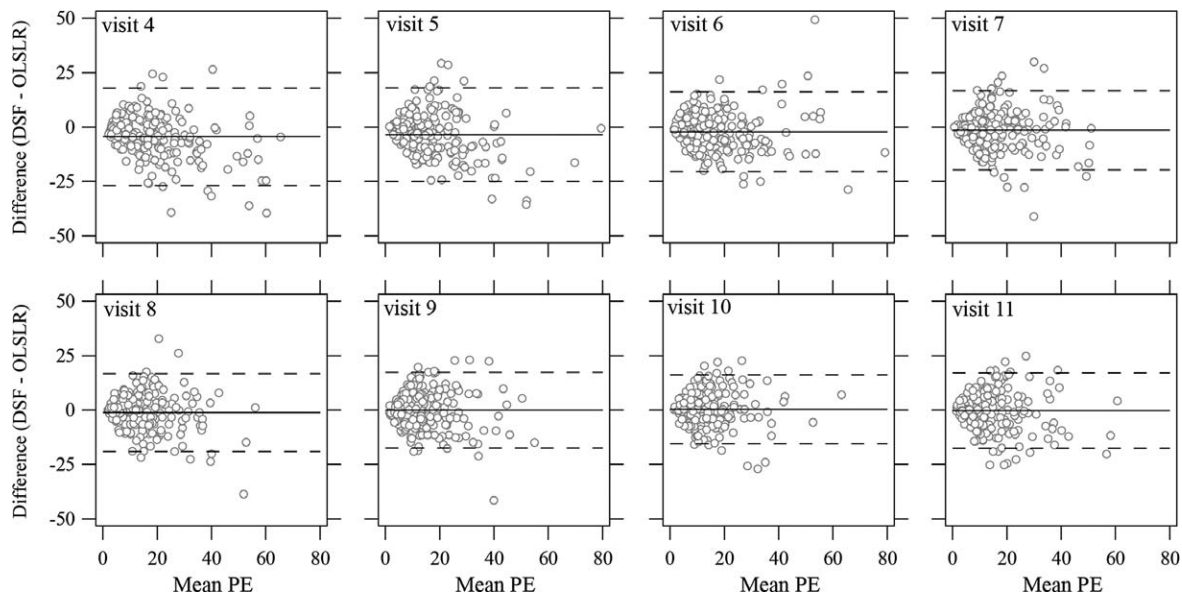 Difference (DSF - OLSLR)
50
25
0
-25
-50
visit 4
visit 5
visit 6
visit 7
Difference (DSF - OLSLR)
50
25
0
-25
-50
visit 8
visit 9
visit 10
visit 11
0 20 40 60 80
0 20 40 60 80
0 20 40 60 80
0 20 40 60 80
Mean PE
Mean PE
Mean PE
Mean PE